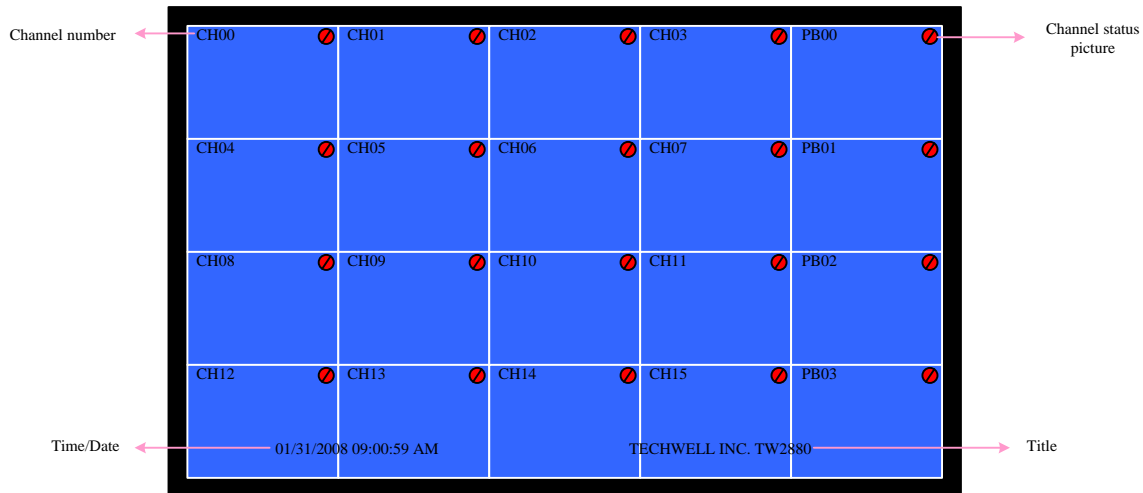 Channel number
CH00 CH01 CH02 CH03 PB00
Channel status
picture
CH04 CH05 CH06 CH07 PB01
CH08 CH09 CH10 CH11 PB02
CH12 CH13 CH14 CH15 PB03
Time/Date
01/31/2008 09:00:59 AM
TECHWELL INC. TW2880
Title